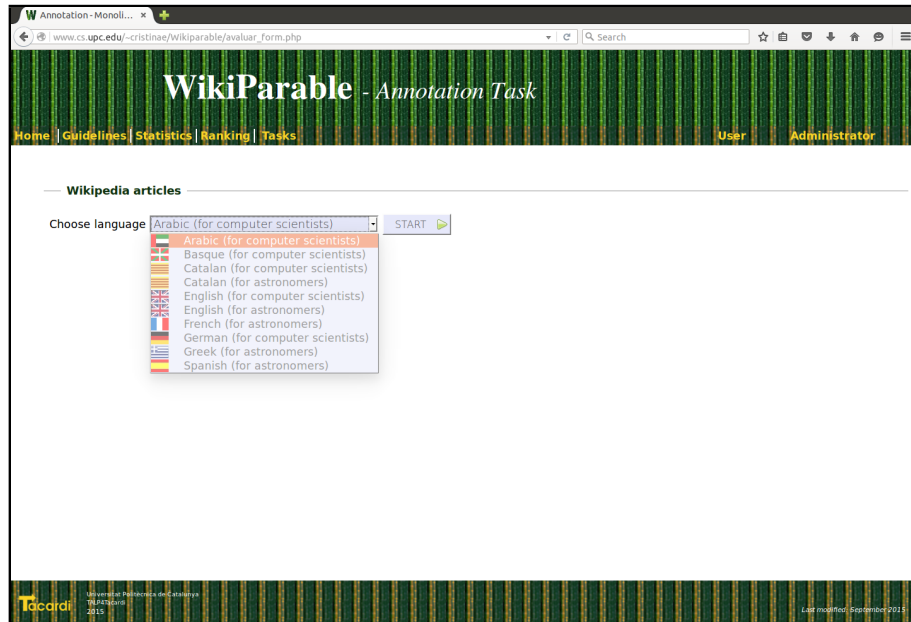 W Annotation - Monoli... ×
www.cs.upc.edu/~cristinae/Wikiparable/avaluar_form.php
Search
WikiParable - Annotation Task
Home | Guidelines | Statistics | Ranking | Tasks User Administrator
Wikipedia articles
Choose language Arabic (for computer scientists) START
Arabic (for computer scientists)
Basque (for computer scientists)
Catalan (for computer scientists)
Catalan (for astronomers)
English (for computer scientists)
English (for astronomers)
French (for astronomers)
German (for computer scientists)
Greek (for astronomers)
Spanish (for astronomers)
Tacardi
Universitat Politècnica de Catalunya
TALP4Tacardi
2015
Last modified: September 2015